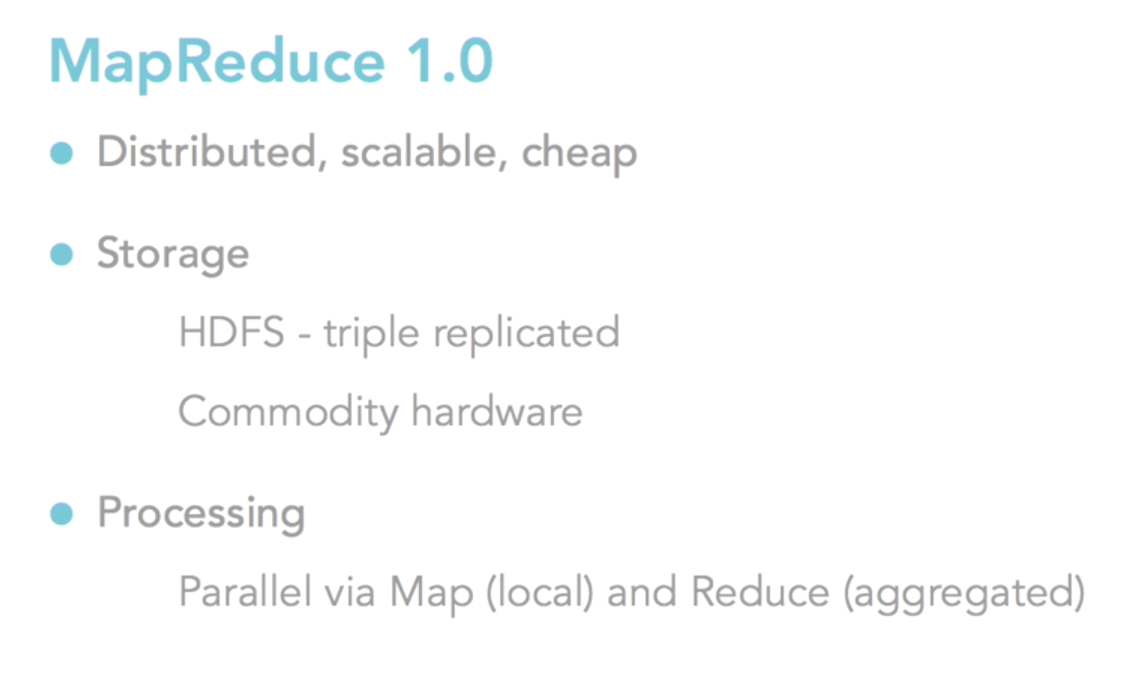 MapReduce 1.0
Distributed, scalable, cheap
Storage
HDFS - triple replicated
Commodity hardware
Processing
Parallel via Map (local) and Reduce (aggregated)